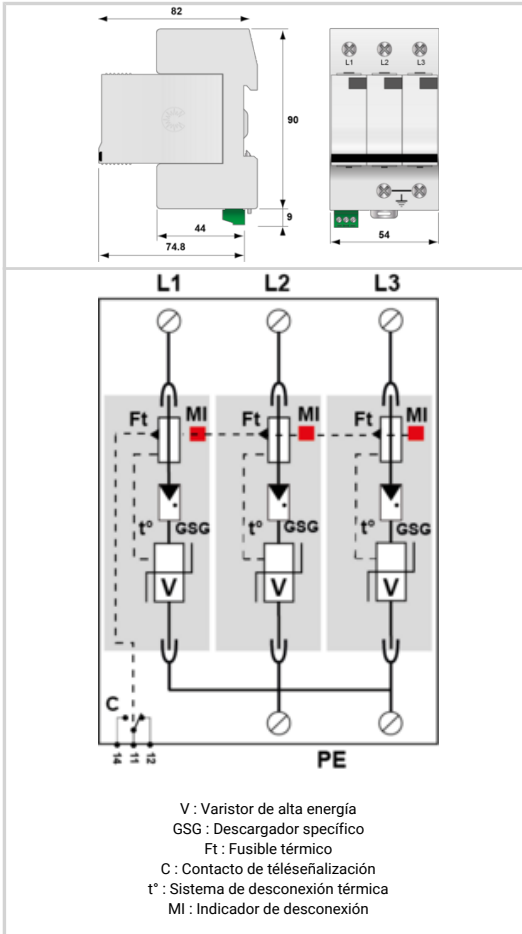 82
L1 L2 L3
C
90
9
44
74.8
54
L1 L2 L3
Ft MI Ft MI Ft MI
t° GSG t° GSG t° GSG
V V V
C
14 11 12
PE
V : Varistor de alta energía
GSG : Descargador specífico
Ft : Fusible térmico
C : Contacto de téléseñalización
t° : Sistema de desconexión térmica
MI : Indicador de desconexión